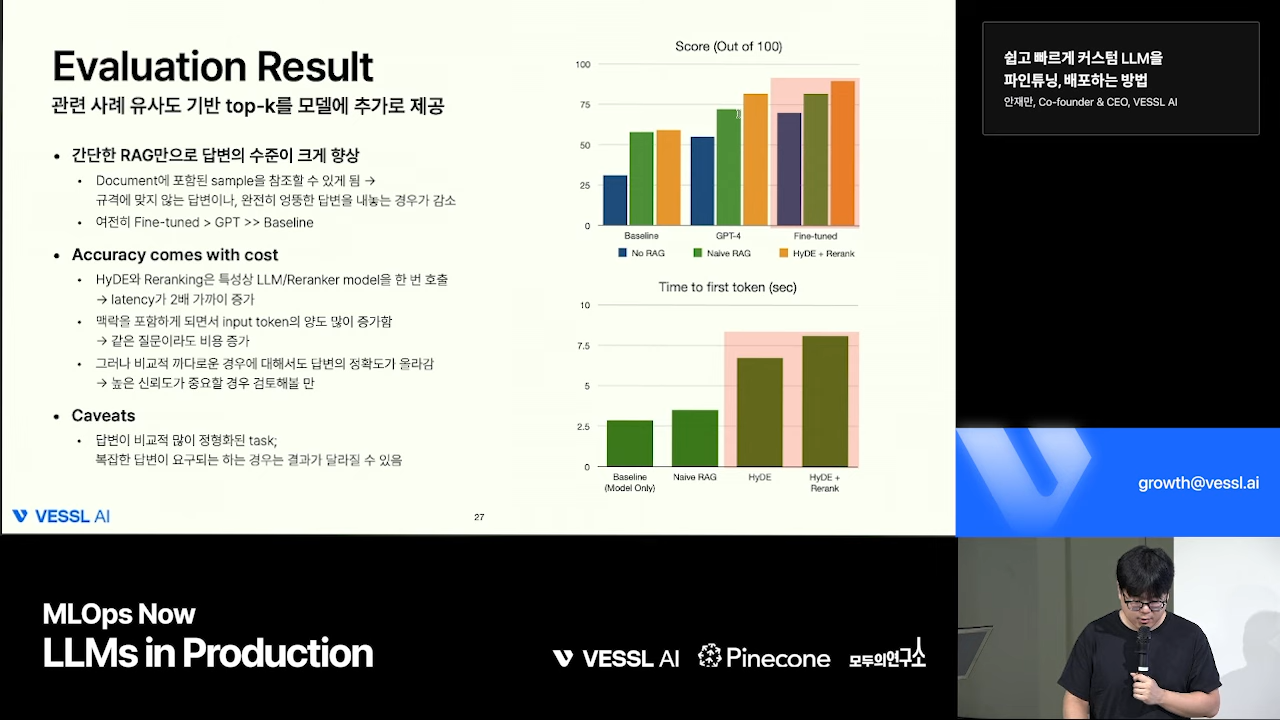 Evaluation Result
관련 사례 유사도 기반 top-k를 모델에 추가로 제공
• 간단한 RAG만으로 답변의 수준이 크게 향상
• Document에 포함된 sample을 참조할 수 있게 됨 →
규격에 맞지 않는 답변이나, 완전히 엉뚱한 답변을 내놓는 경우가 감소
• 여전히 Fine-tuned > GPT >> Baseline
• Accuracy comes with cost
• HyDE와 Reranking은 특성상 LLM/Reranker model을 한 번 호출
→ latency가 2배 가까이 증가
• 맥락을 포함하게 되면서 input token의 양도 많이 증가함
→ 같은 질문이라도 비용 증가
• 그러나 비교적 까다로운 경우에 대해서도 답변의 정확도가 올라감
→ 높은 신뢰도가 중요할 경우 검토해볼 만
• Caveats
• 답변이 비교적 많이 정형화된 task;
복잡한 답변이 요구되는 하는 경우는 결과가 달라질 수 있음
VESSL AI
27
Score (Out of 100)
100
75
50
25
0
Baseline GPT-4 Fine-tuned
No RAG Naive RAG HyDE + Rerank
Time to first token (sec)
10
7.5
5
2.5
0
Baseline
(Model Only)
Naive RAG
HyDE
HyDE +
Rerank
쉽고 빠르게 커스텀 LLM을
파인튜닝, 배포하는 방법
안재만, Co-founder & CEO, VESSL AI
growth@vessl.ai
MLOps Now
LLMs in Production
VESSL AI Pinecone 모두의연구소